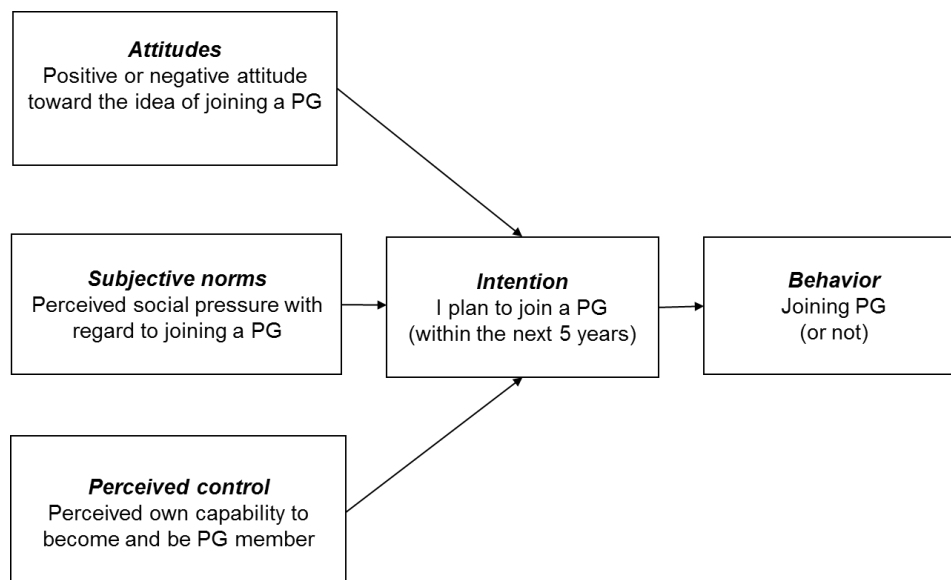 Attitudes
Positive or negative attitude
toward the idea of joining a PG
Subjective norms
Perceived social pressure with
regard to joining a PG
Perceived control
Perceived own capability to
become and be PG member
Intention
I plan to join a PG
(within the next 5 years)
Behavior
Joining PG
(or not)